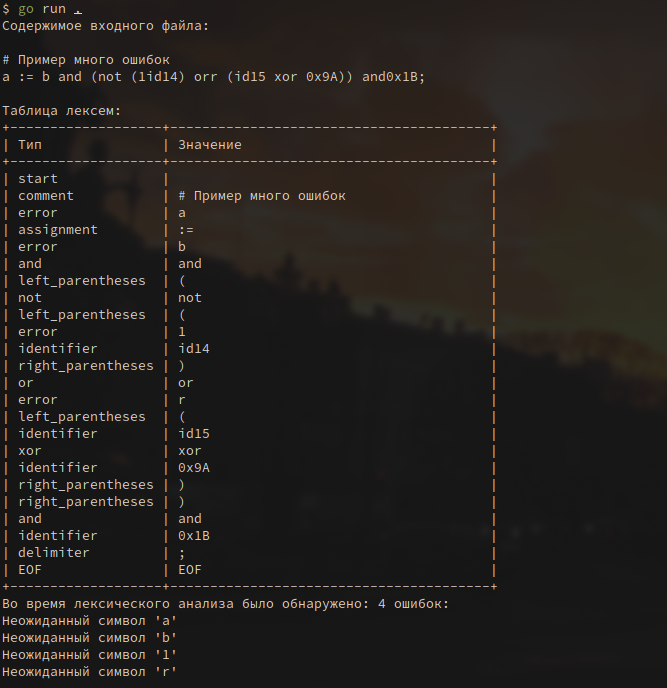 $ go run .
Содержимое входного файла:
# Пример много ошибок
a := b and (not (1id14) orr (id15 xor 0x9A)) and0x1B;
Таблица лексем:
+-------------------+----------------------------------------+
| Тип | Значение |
+-------------------+----------------------------------------+
| start | |
| comment | # Пример много ошибок |
| error | a |
| assignment | := |
| error | b |
| and | and |
| left_parentheses | ( |
| not | not |
| left_parentheses | ( |
| error | 1 |
| identifier | id14 |
| right_parentheses | ) |
| or | or |
| error | r |
| left_parentheses | ( |
| identifier | id15 |
| xor | xor |
| identifier | 0x9A |
| right_parentheses | ) |
| right_parentheses | ) |
| and | and |
| identifier | 0x1B |
| delimiter | ; |
| EOF | EOF |
+-------------------+----------------------------------------+
Во время лексического анализа было обнаружено: 4 ошибок:
Неожиданный символ 'a'
Неожиданный символ 'b'
Неожиданный символ '1'
Неожиданный символ 'r'